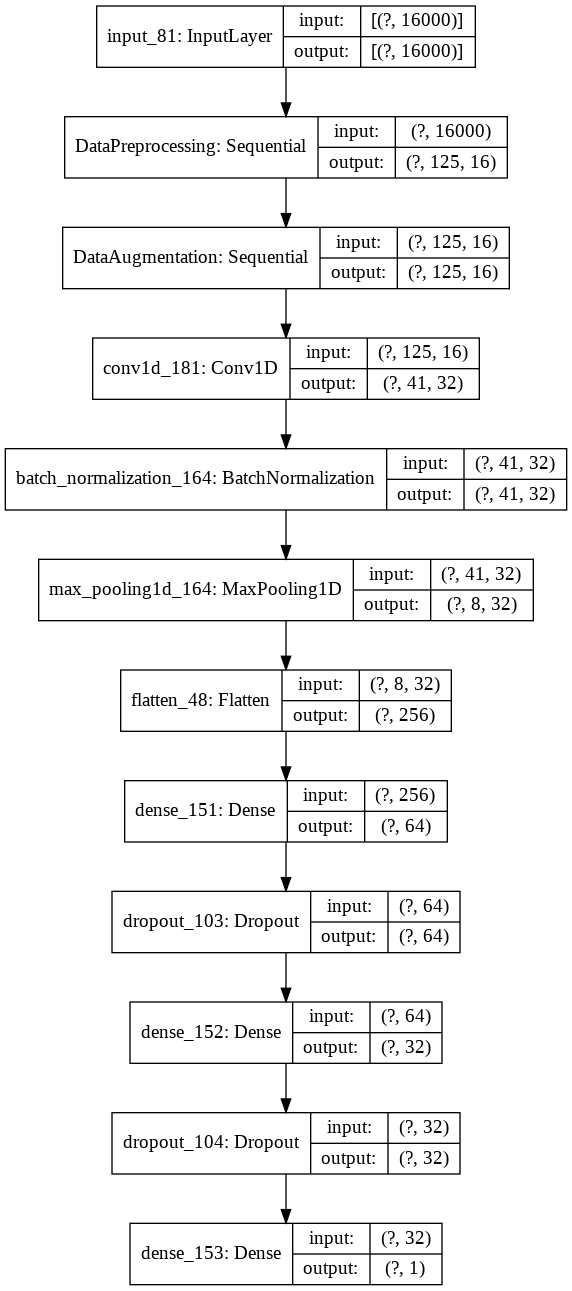 input_81: InputLayer
input: [(?, 16000)]
output: [(?, 16000)]
DataPreprocessing: Sequential
input: (?, 16000)
output: (?, 125, 16)
DataAugmentation: Sequential
input: (?, 125, 16)
output: (?, 125, 16)
conv1d_181: Conv1D
input: (?, 125, 16)
output: (?, 41, 32)
batch_normalization_164: BatchNormalization
input: (?, 41, 32)
output: (?, 41, 32)
max_pooling1d_164: MaxPooling1D
input: (?, 41, 32)
output: (?, 8, 32)
flatten_48: Flatten
input: (?, 8, 32)
output: (?, 256)
dense_151: Dense
input: (?, 256)
output: (?, 64)
dropout_103: Dropout
input: (?, 64)
output: (?, 64)
dense_152: Dense
input: (?, 64)
output: (?, 32)
dropout_104: Dropout
input: (?, 32)
output: (?, 32)
dense_153: Dense
input: (?, 32)
output: (?, 1)